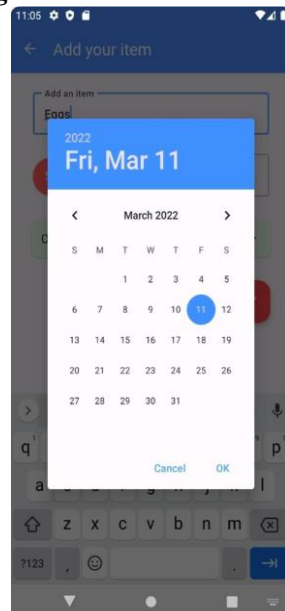 11:05
Add your item
Add an item
Eggs
2022
Fri, Mar 11
March 2022
S M T W T F S
1 2 3 4 5
6 7 8 9 10 11 12
13 14 15 16 17 18 19
20 21 22 23 24 25 26
27 28 29 30 31
Cancel OK
q p
a l
z x c v b n m
?123 , .